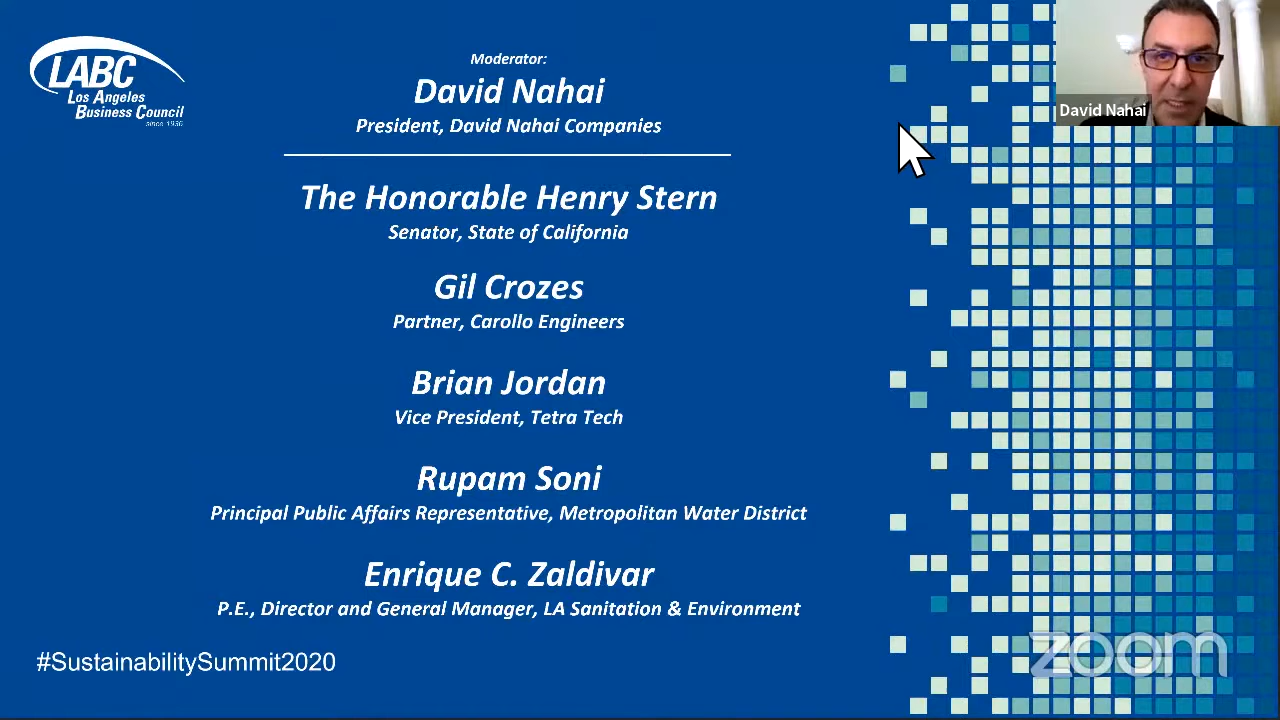 LABC
Los Angeles
Business Council
since 1936
Moderator:
David Nahai
President, David Nahai Companies
The Honorable Henry Stern
Senator, State of California
Gil Crozes
Partner, Carollo Engineers
Brian Jordan
Vice President, Tetra Tech
Rupam Soni
Principal Public Affairs Representative, Metropolitan Water District
Enrique C. Zaldivar
P.E., Director and General Manager, LA Sanitation & Environment
#SustainabilitySummit2020
David Nahai
zoom